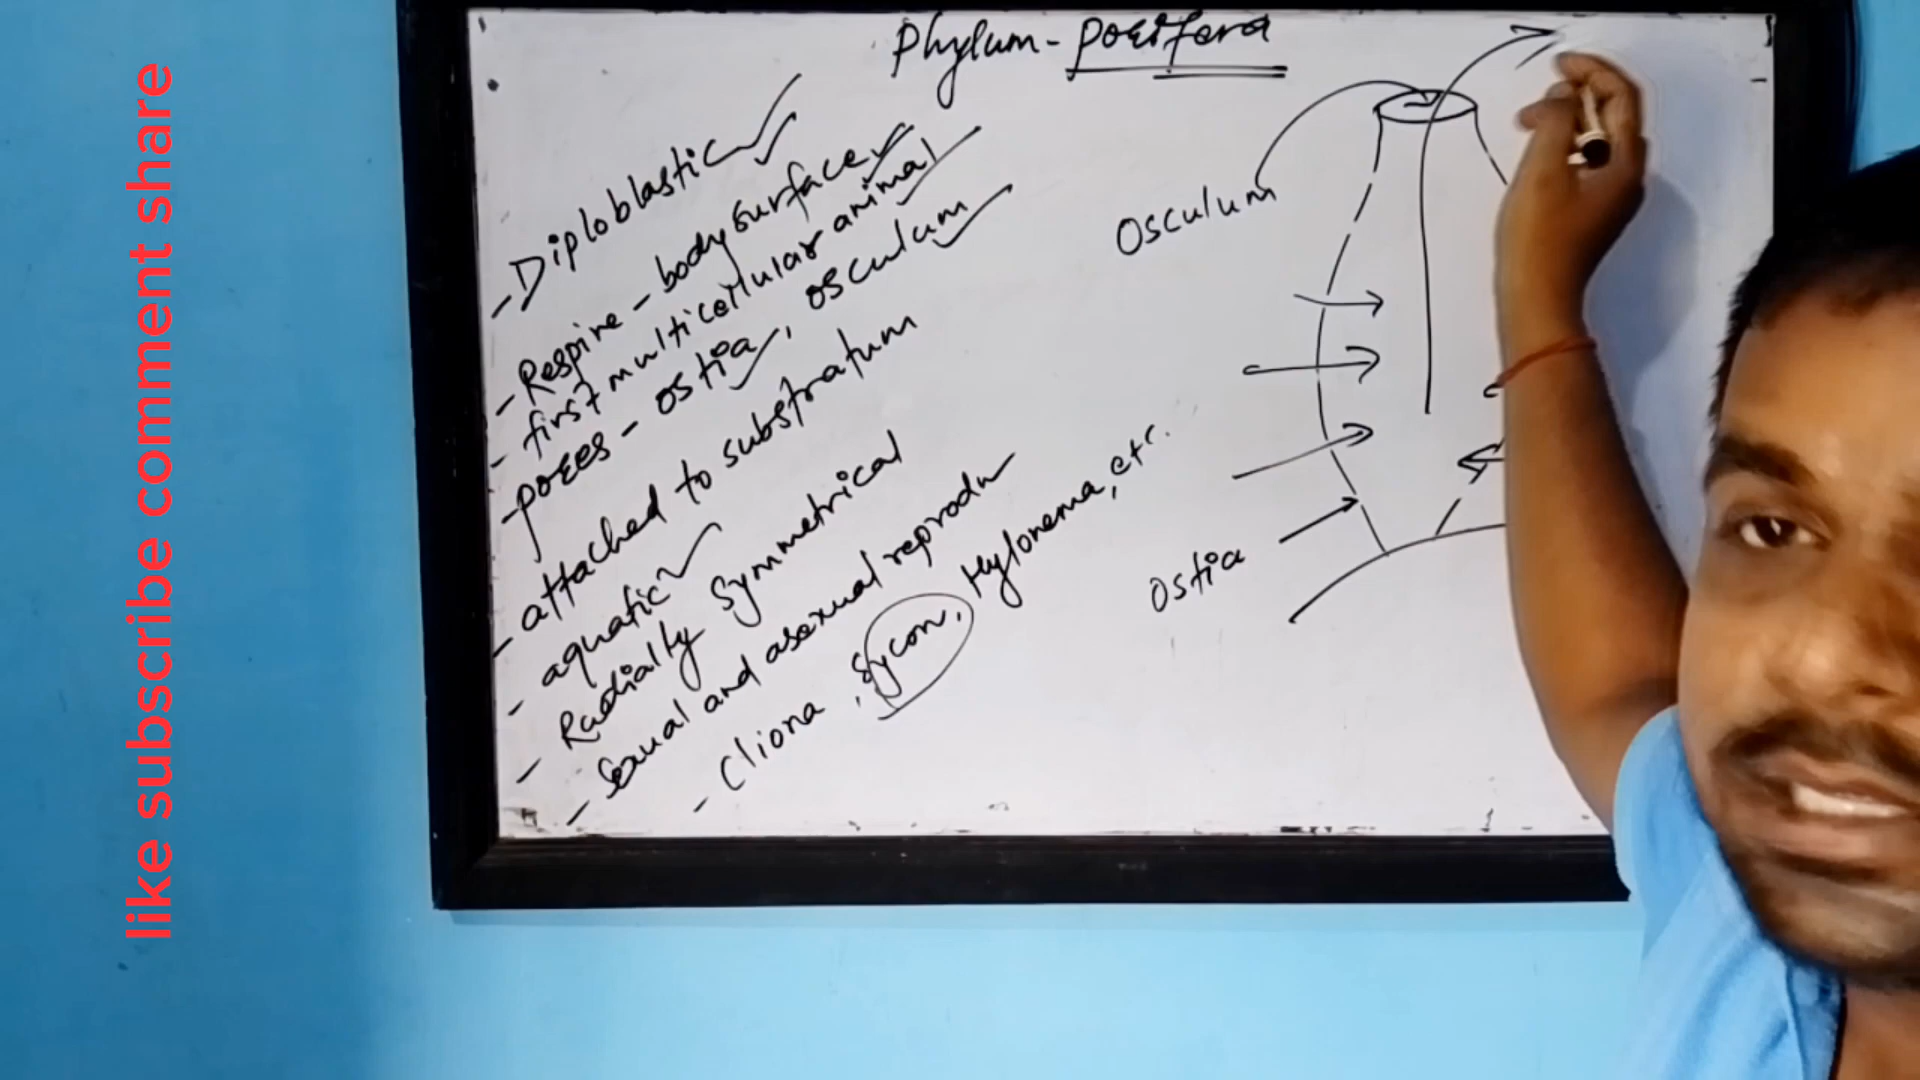 like subscribe comment share
Phylum - Porifera
- Diploblastic
- Respire - body surface
- first multicellular animal
- pores - ostia, osculum
- attached to substratum
- aquatic
- Radially symmetrical
- Sexual and asexual reprodu
- Cliona, Sycon, Hylonema, etc.
Osculum
Ostia